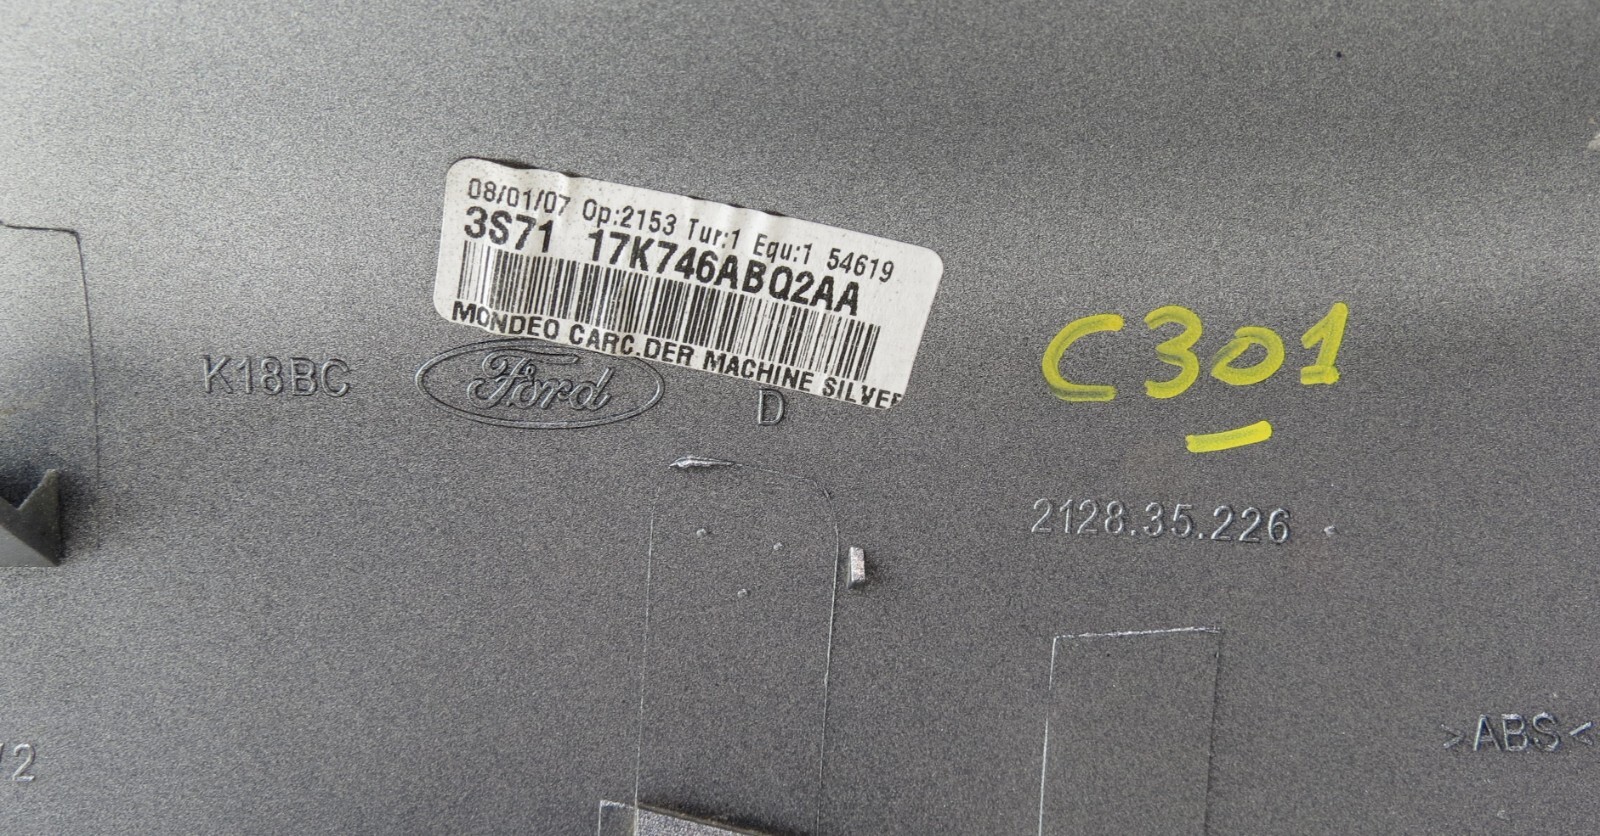 08/01/07 Op:2153 Tur:1 Equ:1 54619
3S71 17K746ABQ2AA
MONDEO CARC.DER MACHINE SILVER
K18BC
Ford
D
C301
2128.35.226
>ABS<
/2